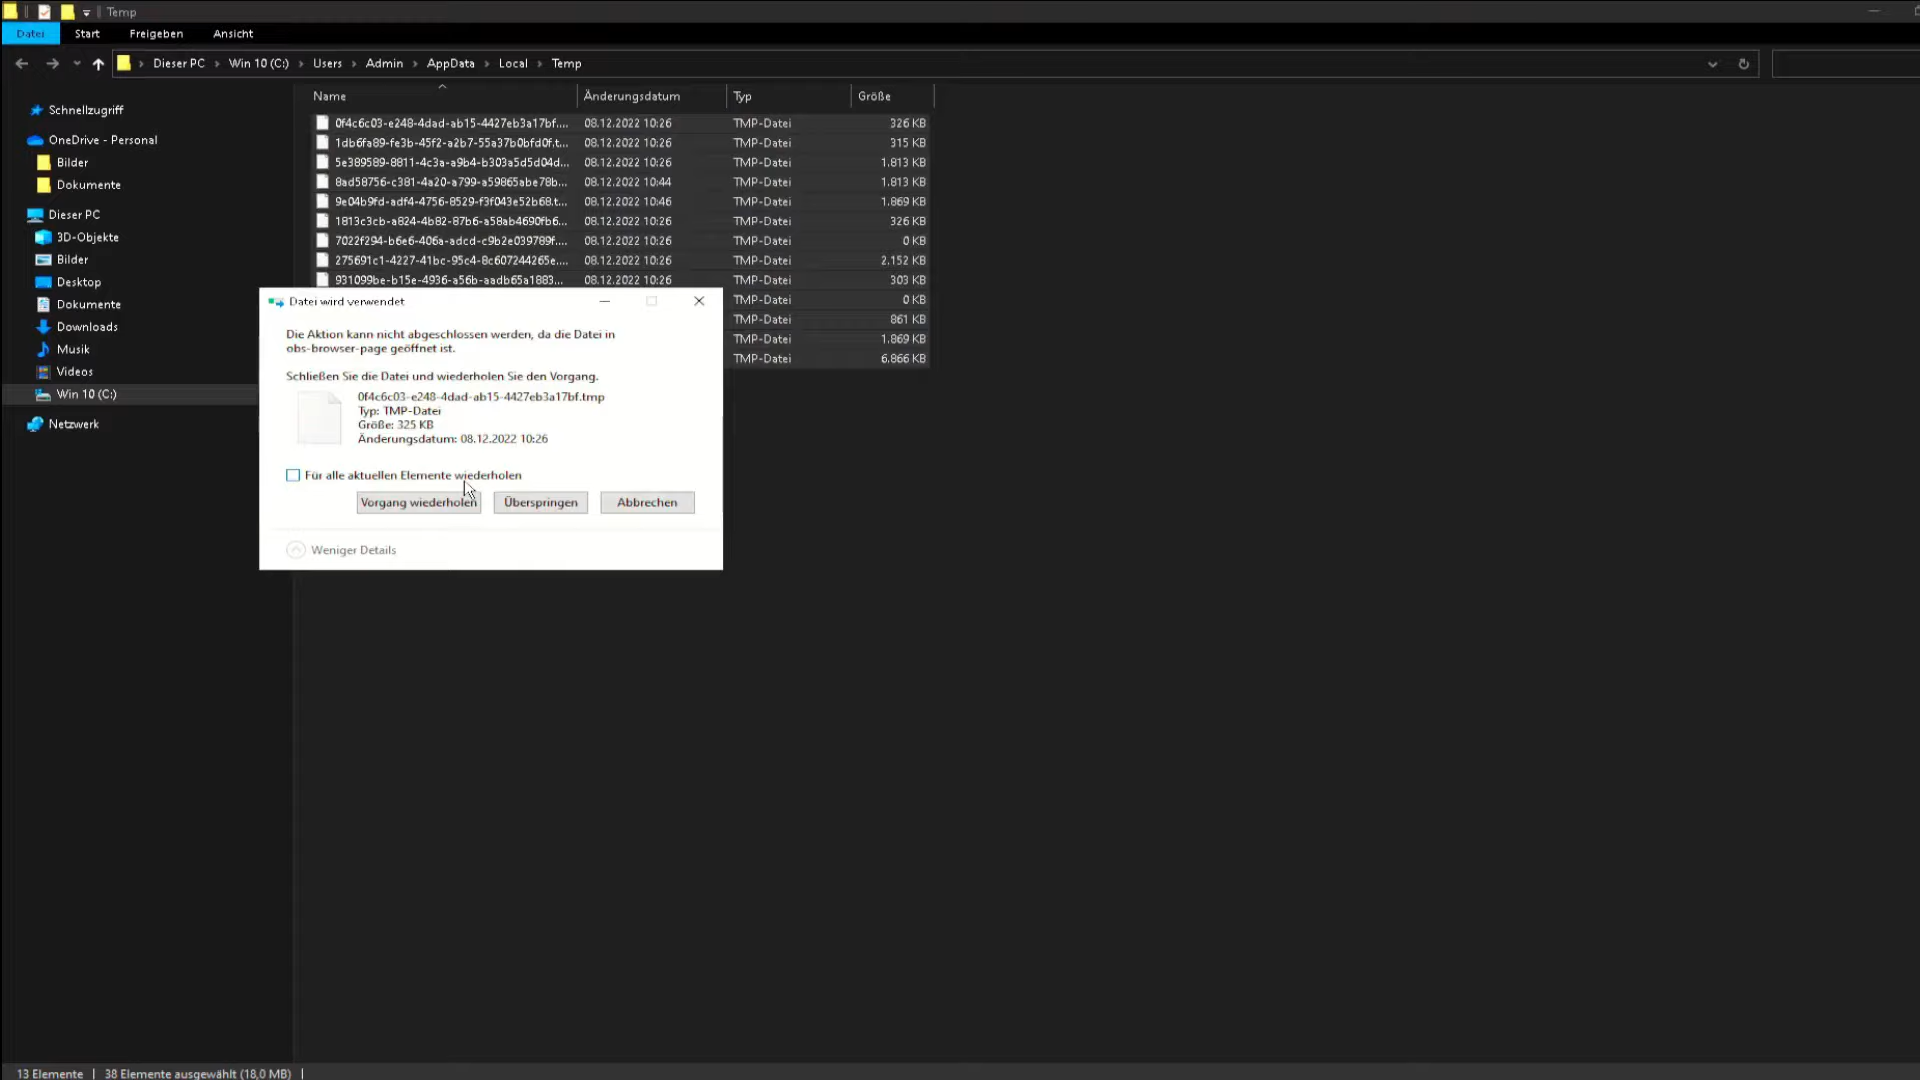 Temp
Datei Start Freigeben Ansicht
Dieser PC Win 10 (C:) Users Admin AppData Local Temp
Name Änderungsdatum Typ Größe
Schnellzugriff
OneDrive - Personal
Bilder
Dokumente
Dieser PC
3D-Objekte
Bilder
Desktop
Dokumente
Downloads
Musik
Videos
Win 10 (C:)
Netzwerk
0f4c6c03-e248-4dad-ab15-4427eb3a17bf.... 08.12.2022 10:26 TMP-Datei 326 KB
1db6fa89-fe3b-45f2-a2b7-55a37b0bfd0f.t... 08.12.2022 10:26 TMP-Datei 315 KB
5e389589-8811-4c3a-a9b4-b303a5d5d04d... 08.12.2022 10:26 TMP-Datei 1.813 KB
8ad58756-c381-4a20-a799-a59865abe78b... 08.12.2022 10:44 TMP-Datei 1.813 KB
9e04b9fd-adf4-4756-8529-f3f043e52b68.t... 08.12.2022 10:46 TMP-Datei 1.869 KB
1813c3cb-a824-4b82-87b6-a58ab4690fb6... 08.12.2022 10:26 TMP-Datei 326 KB
7022f294-b6e6-406a-adcd-c9b2e039789f.... 08.12.2022 10:26 TMP-Datei 0 KB
275691c1-4227-41bc-95c4-8c607244265e.... 08.12.2022 10:26 TMP-Datei 2.152 KB
931099be-b15e-4936-a56b-aadb65a1883... 08.12.2022 10:26 TMP-Datei 303 KB
TMP-Datei 0 KB
TMP-Datei 861 KB
TMP-Datei 1.869 KB
TMP-Datei 6.866 KB
Datei wird verwendet
Die Aktion kann nicht abgeschlossen werden, da die Datei in
obs-browser-page geöffnet ist.
Schließen Sie die Datei und wiederholen Sie den Vorgang.
0f4c6c03-e248-4dad-ab15-4427eb3a17bf.tmp
Typ: TMP-Datei
Größe: 325 KB
Änderungsdatum: 08.12.2022 10:26
Für alle aktuellen Elemente wiederholen
Vorgang wiederholen Überspringen Abbrechen
Weniger Details
13 Elemente 38 Elemente ausgewählt (18,0 MB)